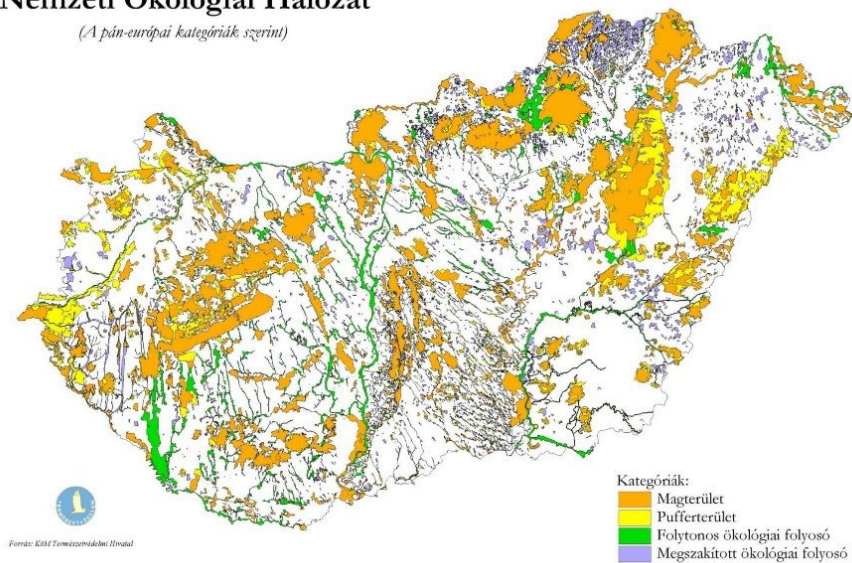 Nemzeti Ökológiai Hálózat
(A pán-európai kategóriák szerint)
Kategóriák:
Magterület
Pufferterület
Folytonos ökológiai folyosó
Megszakított ökológiai folyosó
Forrás: KöM Természetvédelmi Hivatal